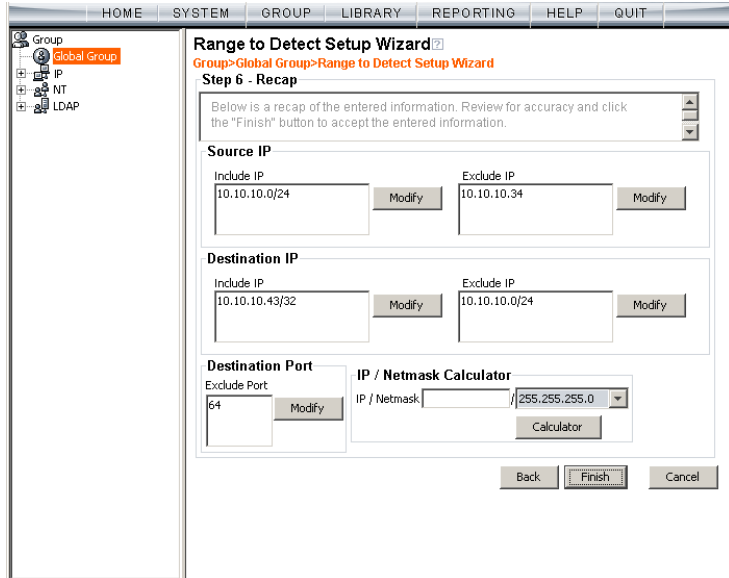 HOME SYSTEM GROUP LIBRARY REPORTING HELP QUIT
Group
Global Group
IP
NT
LDAP
Range to Detect Setup Wizard?
Group>Global Group>Range to Detect Setup Wizard
Step 6 - Recap
Below is a recap of the entered information. Review for accuracy and click
the "Finish" button to accept the entered information.
Source IP
Include IP
10.10.10.0/24
Modify
Exclude IP
10.10.10.34
Modify
Destination IP
Include IP
10.10.10.43/32
Modify
Exclude IP
10.10.10.0/24
Modify
Destination Port
Exclude Port
64
Modify
IP / Netmask Calculator
IP / Netmask / 255.255.255.0
Calculator
Back Finish Cancel